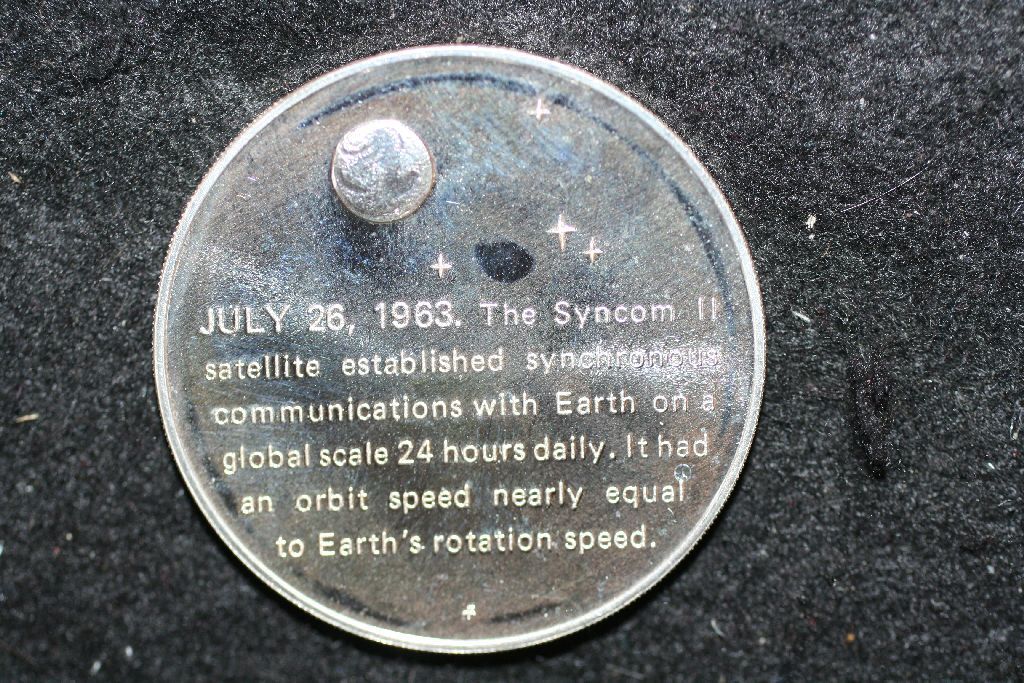 JULY 26, 1963. The Syncom II
satellite established synchronous
communications with Earth on a
global scale 24 hours daily. It had
an orbit speed nearly equal
to Earth's rotation speed.